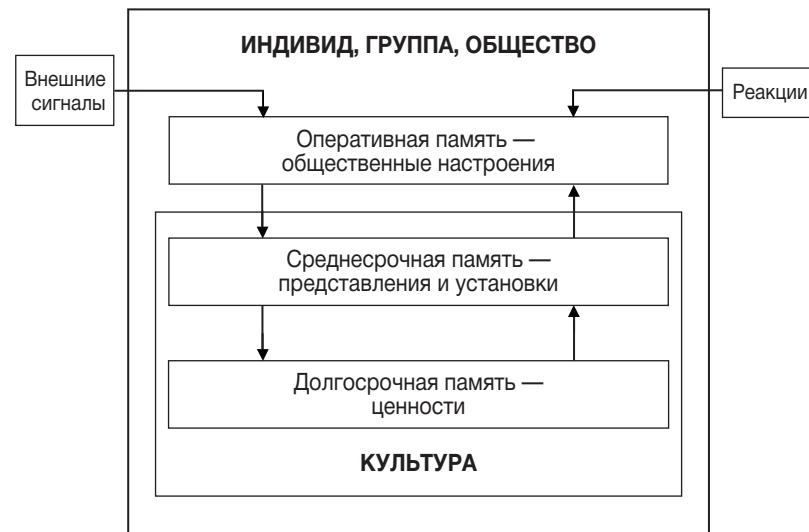 ИНДИВИД, ГРУППА, ОБЩЕСТВО
Внешние
сигналы
Реакции
Оперативная память —
общественные настроения
Среднесрочная память —
представления и установки
Долгосрочная память —
ценности
КУЛЬТУРА